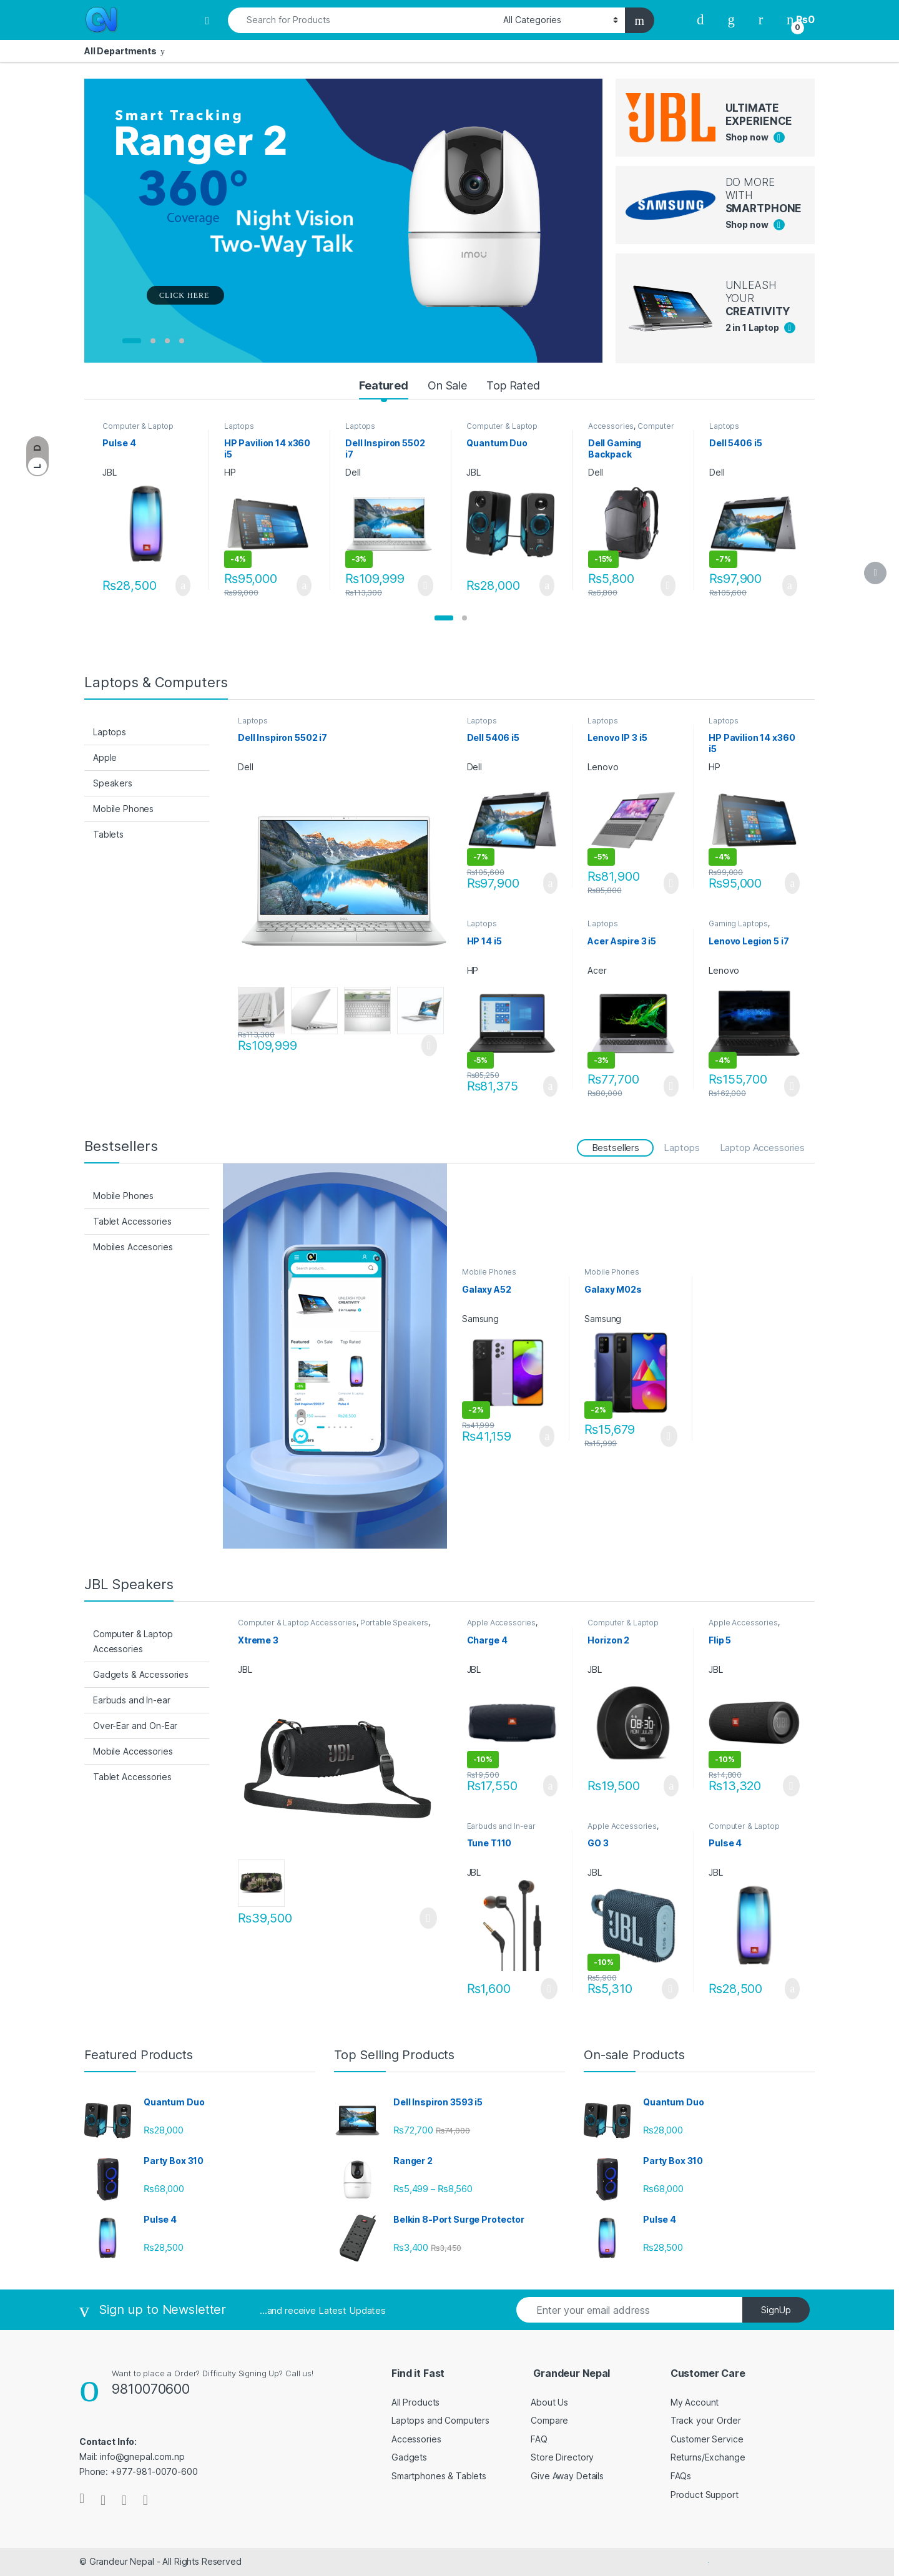 Search for Products
All Categories
m
d
g
r
n
₨0
0
All Departments v
Smart Tracking
Ranger 2
360°
Coverage
Night Vision
Two-Way Talk
CLICK HERE
imou
JBL
ULTIMATE
EXPERIENCE
Shop now
SAMSUNG
DO MORE
WITH
SMARTPHONE
Shop now
UNLEASH
YOUR
CREATIVITY
2 in 1 Laptop
Featured
On Sale
Top Rated
D
L
Computer & Laptop
Pulse 4
JBL
₨28,500
Laptops
HP Pavilion 14 x360
i5
HP
-4%
₨95,000
₨99,000
Laptops
Dell Inspiron 5502
i7
Dell
-3%
₨109,999
₨113,300
Computer & Laptop
Quantum Duo
JBL
₨28,000
Accessories, Computer
Dell Gaming
Backpack
Dell
-15%
₨5,800
₨6,800
Laptops
Dell 5406 i5
Dell
-7%
₨97,900
₨105,600
Laptops & Computers
Laptops
Apple
Speakers
Mobile Phones
Tablets
Laptops
Dell Inspiron 5502 i7
Dell
₨113,300
₨109,999
Laptops
Dell 5406 i5
Dell
-7%
₨105,600
₨97,900
Laptops
Lenovo IP 3 i5
Lenovo
-5%
₨81,900
₨85,800
Laptops
HP Pavilion 14 x360
i5
HP
-4%
₨99,000
₨95,000
Laptops
HP 14 i5
HP
-5%
₨85,250
₨81,375
Laptops
Acer Aspire 3 i5
Acer
-3%
₨77,700
₨80,000
Gaming Laptops,
Lenovo Legion 5 i7
Lenovo
-4%
₨155,700
₨162,000
Bestsellers
Bestsellers
Laptops
Laptop Accessories
Mobile Phones
Tablet Accessories
Mobiles Accesories
Search products
UNLEASH YOUR
CREATIVITY
Featured On Sale Top Rated
Mobile Phones
Galaxy A52
Samsung
-2%
₨41,999
₨41,159
Mobile Phones
Galaxy M02s
Samsung
-2%
₨15,679
₨15,999
JBL Speakers
Computer & Laptop
Accessories
Gadgets & Accessories
Earbuds and In-ear
Over-Ear and On-Ear
Mobile Accessories
Tablet Accessories
Computer & Laptop Accessories, Portable Speakers,
Xtreme 3
JBL
JBL
₨39,500
Apple Accessories,
Charge 4
JBL
-10%
₨19,500
₨17,550
Computer & Laptop
Horizon 2
JBL
08:30
₨19,500
Apple Accessories,
Flip 5
JBL
-10%
₨14,800
₨13,320
Earbuds and In-ear
Tune T110
JBL
₨1,600
Apple Accessories,
GO 3
JBL
JBL
-10%
₨5,900
₨5,310
Computer & Laptop
Pulse 4
JBL
₨28,500
Featured Products
Quantum Duo
₨28,000
Party Box 310
₨68,000
Pulse 4
₨28,500
Top Selling Products
Dell Inspiron 3593 i5
₨72,700 ₨74,000
Ranger 2
₨5,499 – ₨8,560
Belkin 8-Port Surge Protector
₨3,400 ₨3,450
On-sale Products
Quantum Duo
₨28,000
Party Box 310
₨68,000
Pulse 4
₨28,500
v Sign up to Newsletter
...and receive Latest Updates
Enter your email address
SignUp
Want to place a Order? Difficulty Signing Up? Call us!
9810070600
Contact Info:
Mail: info@gnepal.com.np
Phone: +977-981-0070-600
Find it Fast
All Products
Laptops and Computers
Accessories
Gadgets
Smartphones & Tablets
Grandeur Nepal
About Us
Compare
FAQ
Store Directory
Give Away Details
Customer Care
My Account
Track your Order
Customer Service
Returns/Exchange
FAQs
Product Support
© Grandeur Nepal - All Rights Reserved